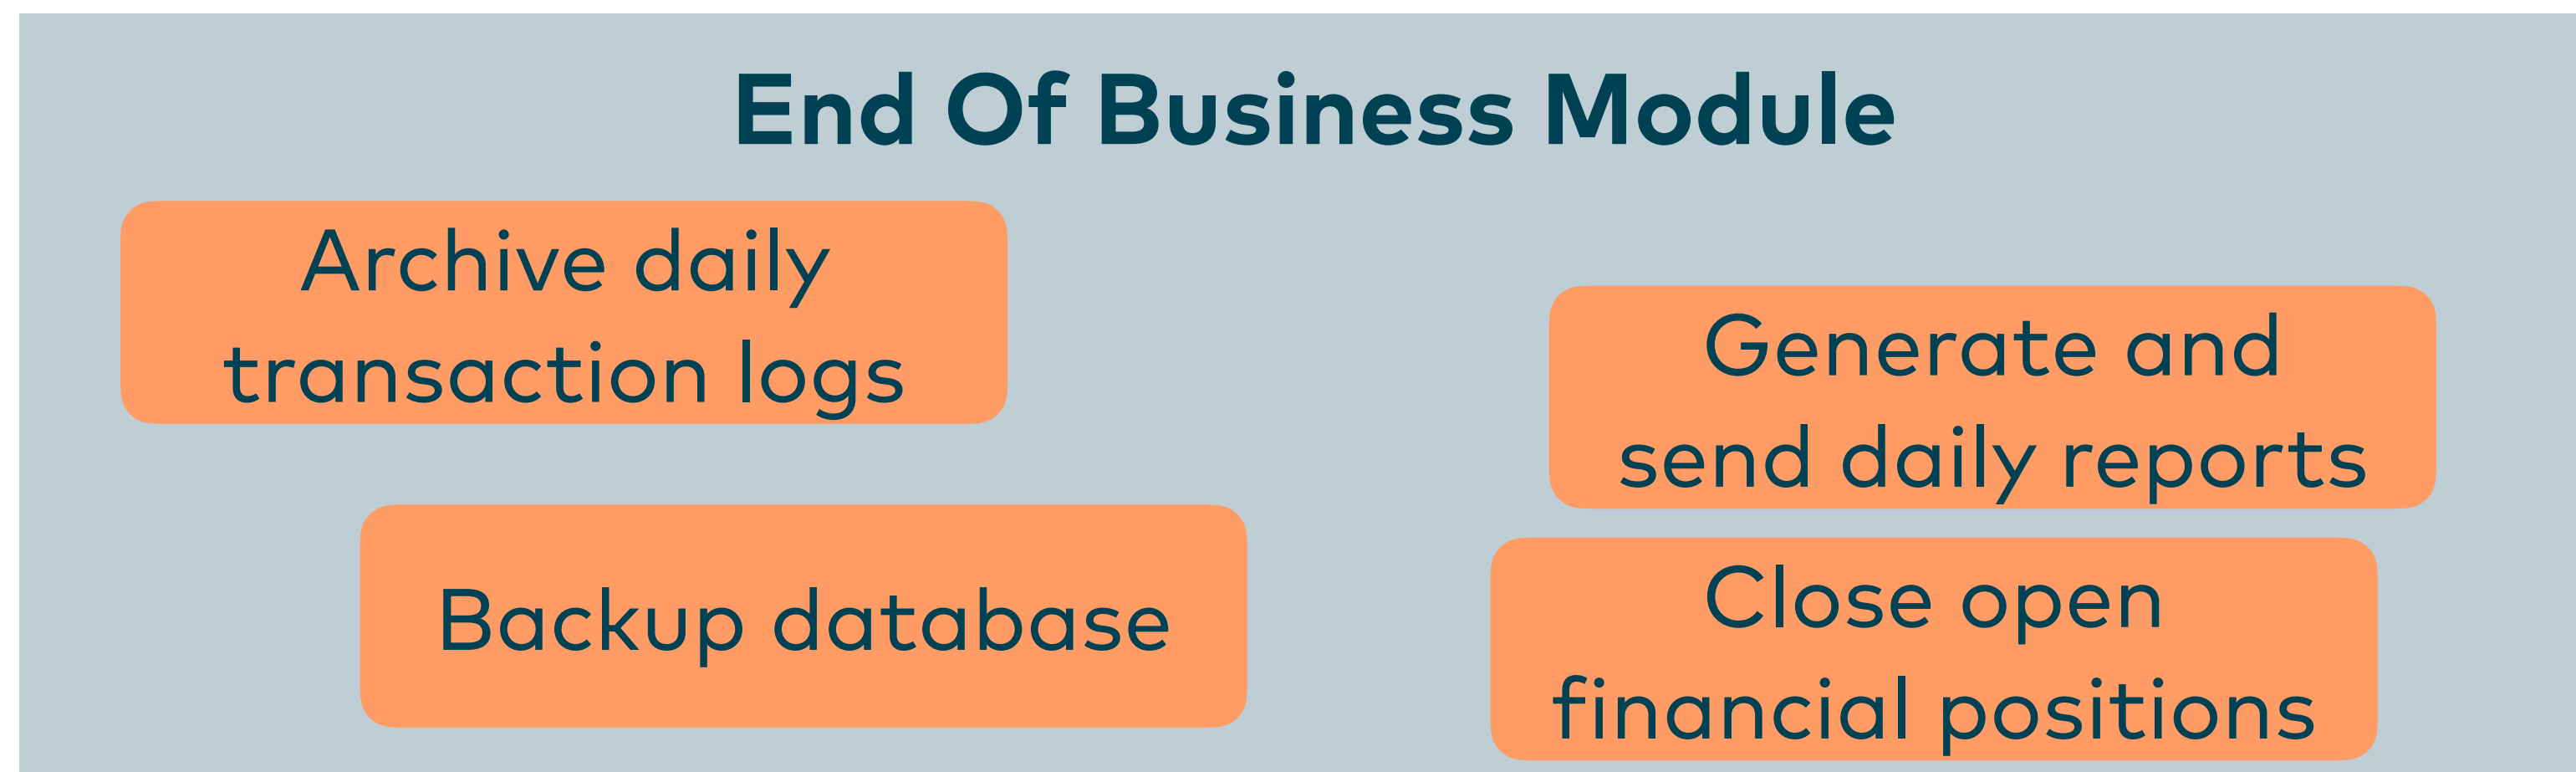 End Of Business Module
Archive daily
transaction logs
Generate and
send daily reports
Backup database
Close open
financial positions